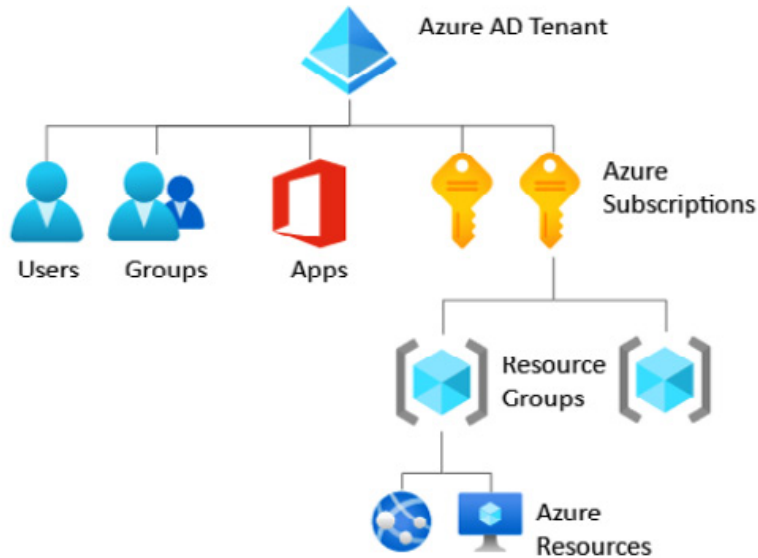 Azure AD Tenant
Azure
Subscriptions
Users
Groups
Apps
Resource
Groups
Azure
Resources